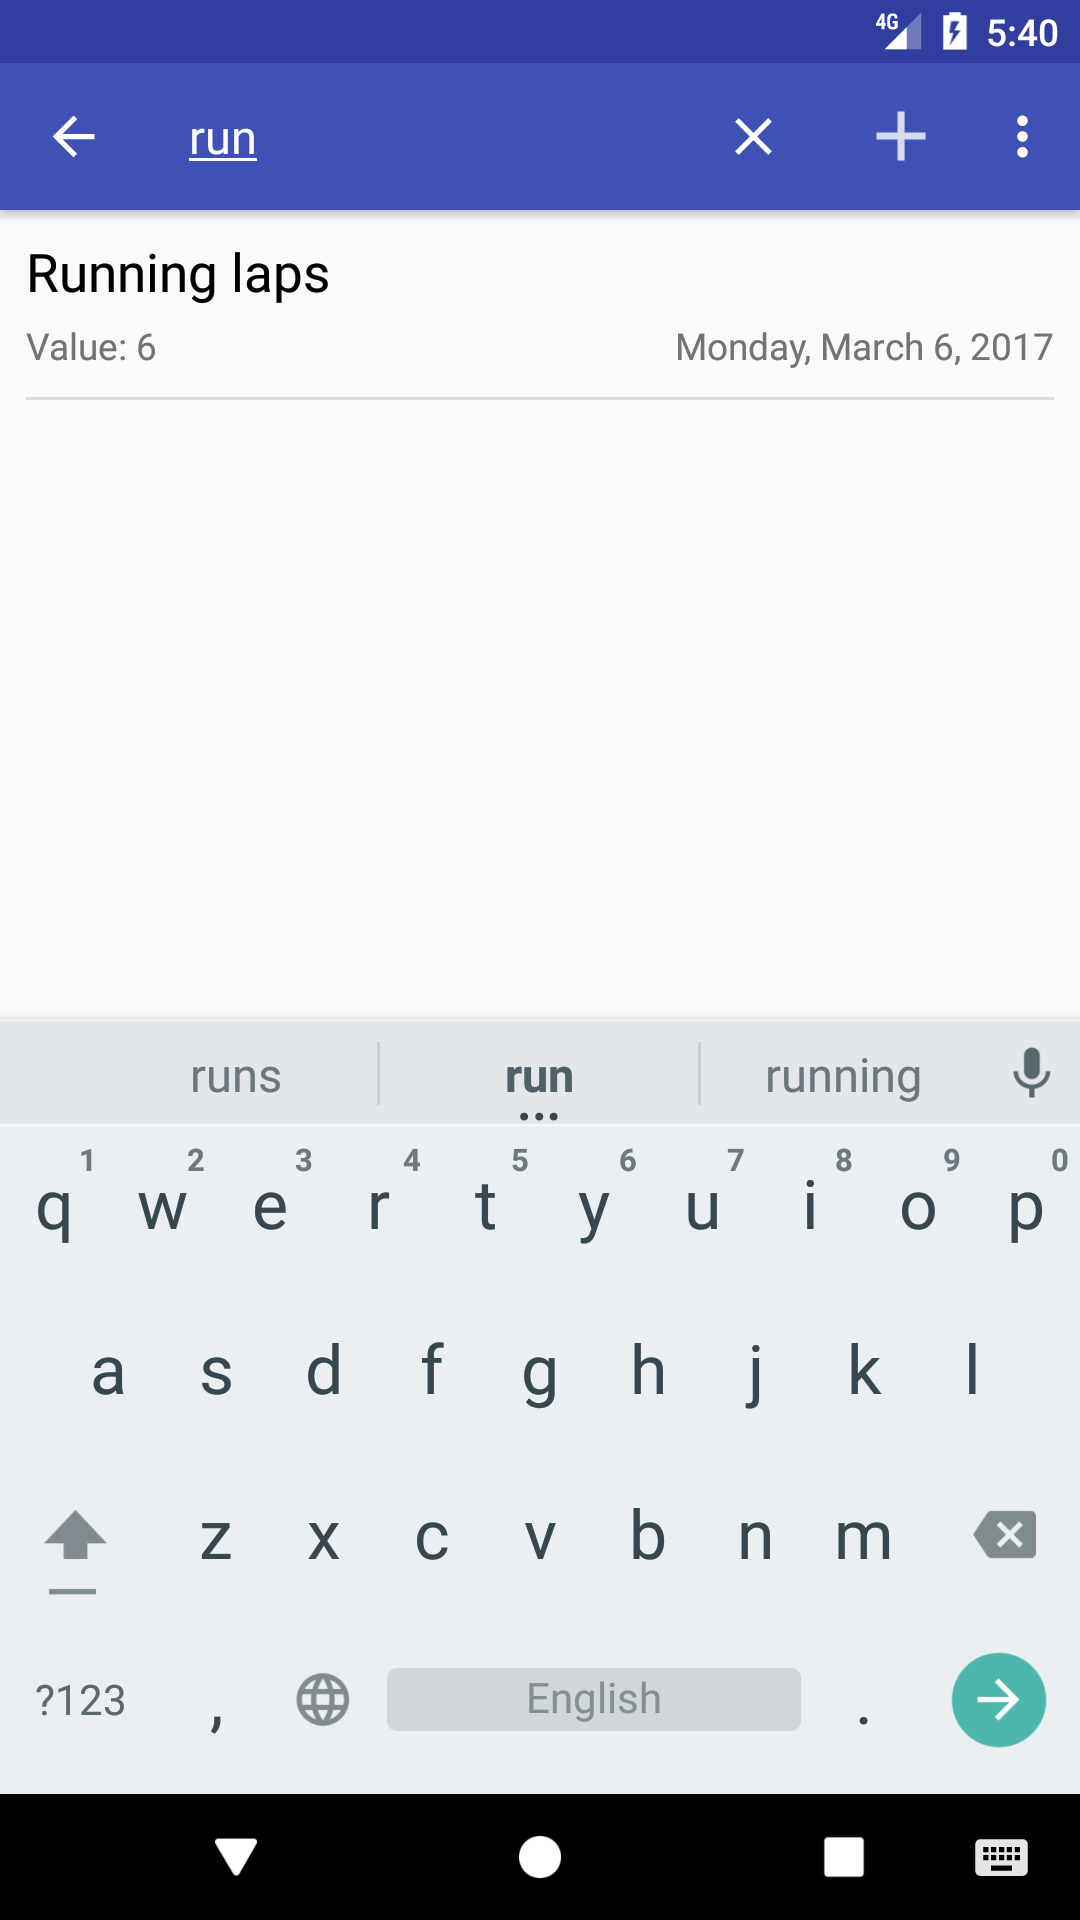 4G 5:40
run
Running laps
Value: 6 Monday, March 6, 2017
runs run running
1 2 3 4 5 6 7 8 9 0
q w e r t y u i o p
a s d f g h j k l
z x c v b n m
?123 , English .